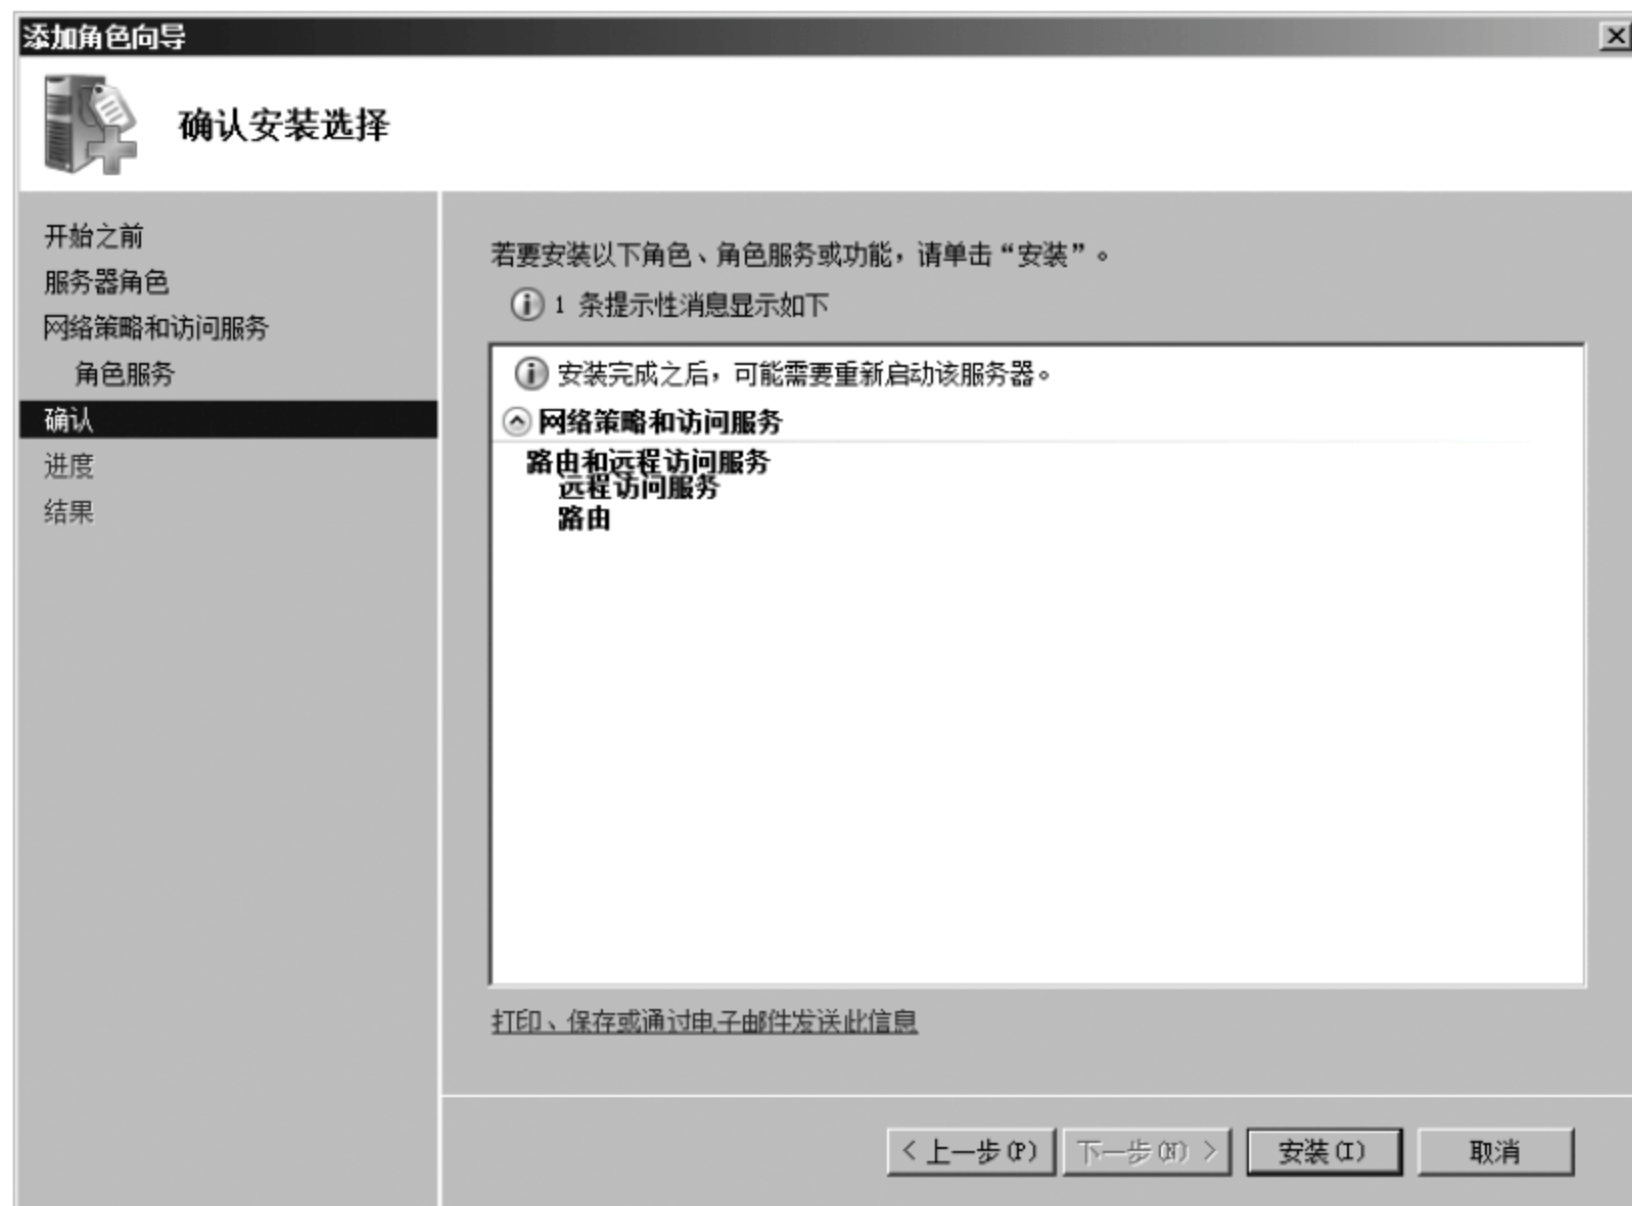 添加角色向导
确认安装选择
开始之前
服务器角色
网络策略和访问服务
角色服务
确认
进度
结果
若要安装以下角色、角色服务或功能，请单击“安装”。
1 条提示性消息显示如下
安装完成之后，可能需要重新启动该服务器。
网络策略和访问服务
路由和远程访问服务
远程访问服务
路由
打印、保存或通过电子邮件发送此信息
< 上一步(P)
下一步(N) >
安装(I)
取消